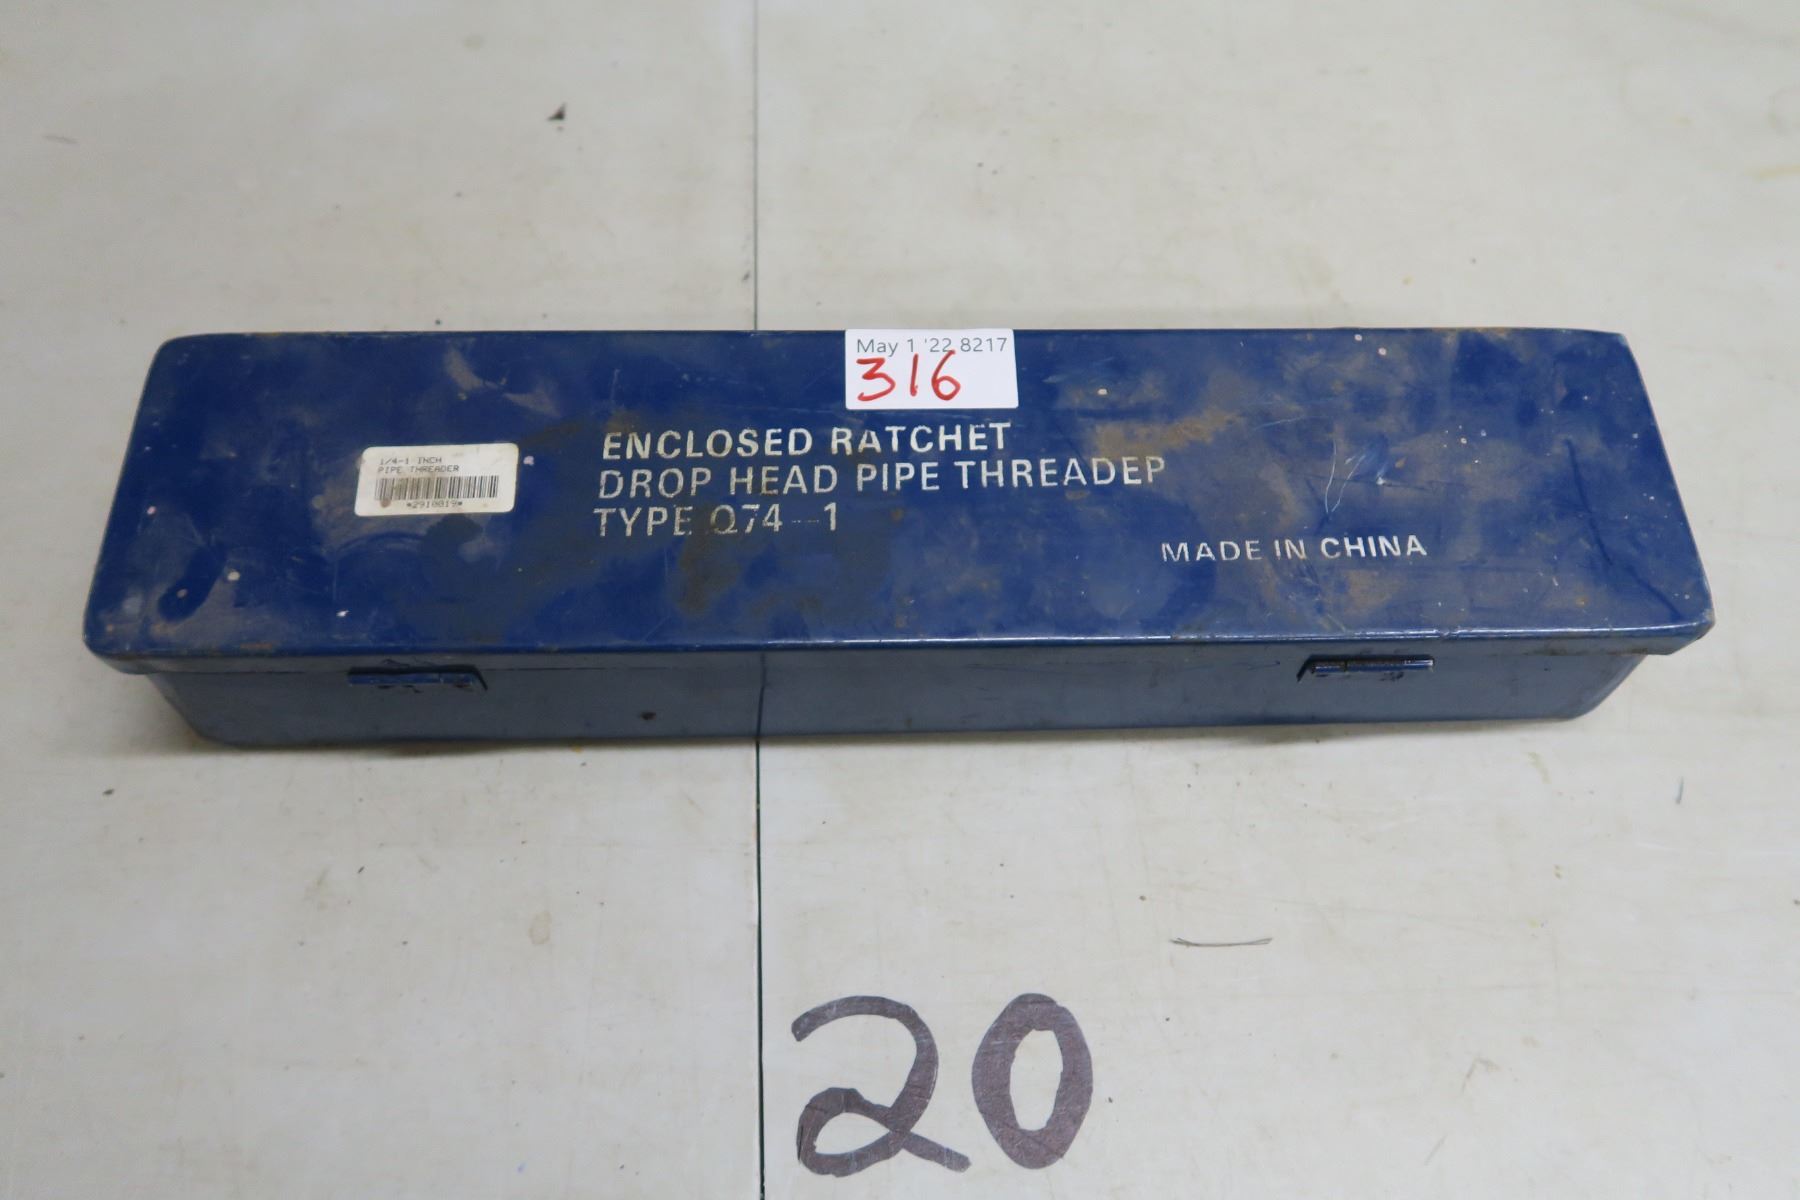 May 1 '22 8217
316
ENCLOSED RATCHET
DROP HEAD PIPE THREADEP
TYPE Q74--1
MADE IN CHINA
1/4-1 INCH
PIPE THREADER
*2910019*
20